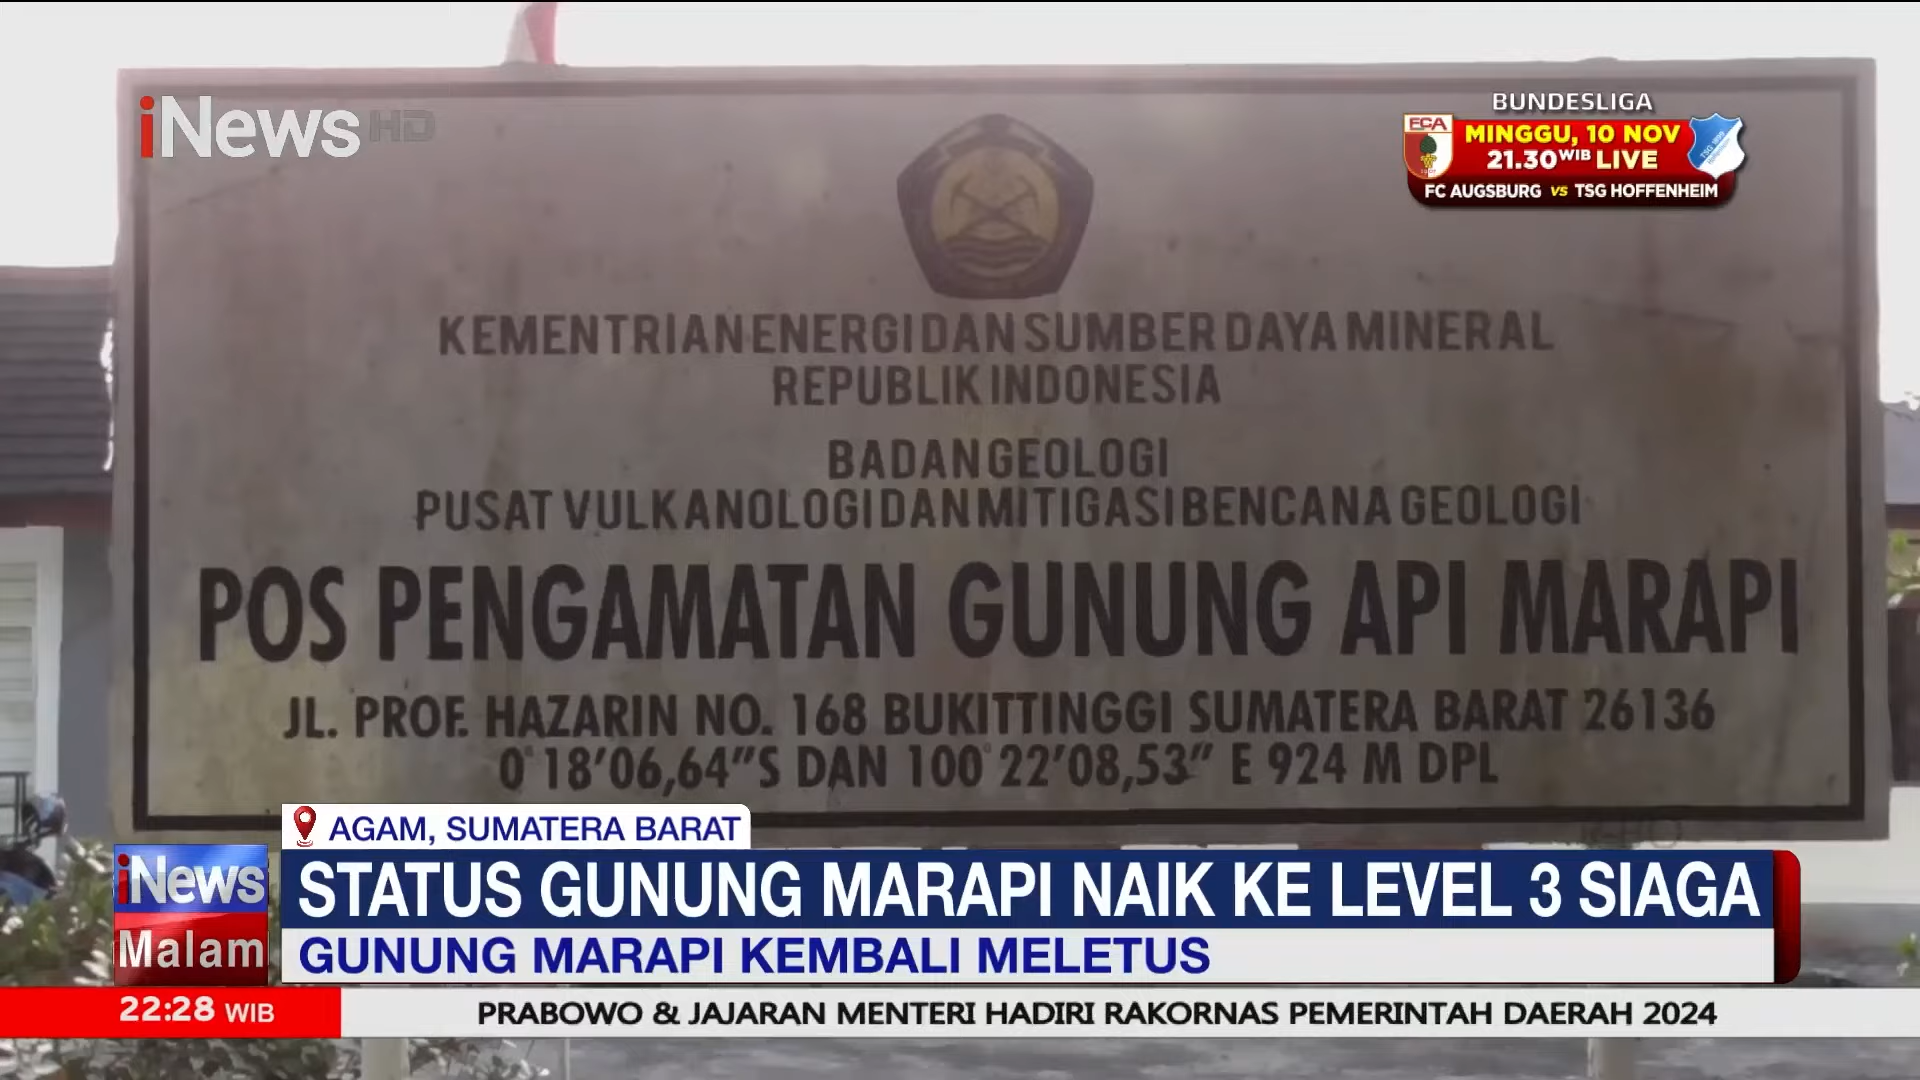 iNews HD
BUNDESLIGA
FCA
MINGGU, 10 NOV
21.30 WIB LIVE
FC AUGSBURG vs TSG HOFFENHEIM
KEMENTRIAN ENERGI DAN SUMBER DAYA MINERAL
REPUBLIK INDONESIA
BADAN GEOLOGI
PUSAT VULKANOLOGI DAN MITIGASI BENCANA GEOLOGI
POS PENGAMATAN GUNUNG API MARAPI
JL. PROF. HAZARIN NO. 168 BUKITTINGGI SUMATERA BARAT 26136
0°18'06,64"S DAN 100°22'08,53" E 924 M DPL
AGAM, SUMATERA BARAT
iNews
Malam
STATUS GUNUNG MARAPI NAIK KE LEVEL 3 SIAGA
GUNUNG MARAPI KEMBALI MELETUS
22:28 WIB
PRABOWO & JAJARAN MENTERI HADIRI RAKORNAS PEMERINTAH DAERAH 2024